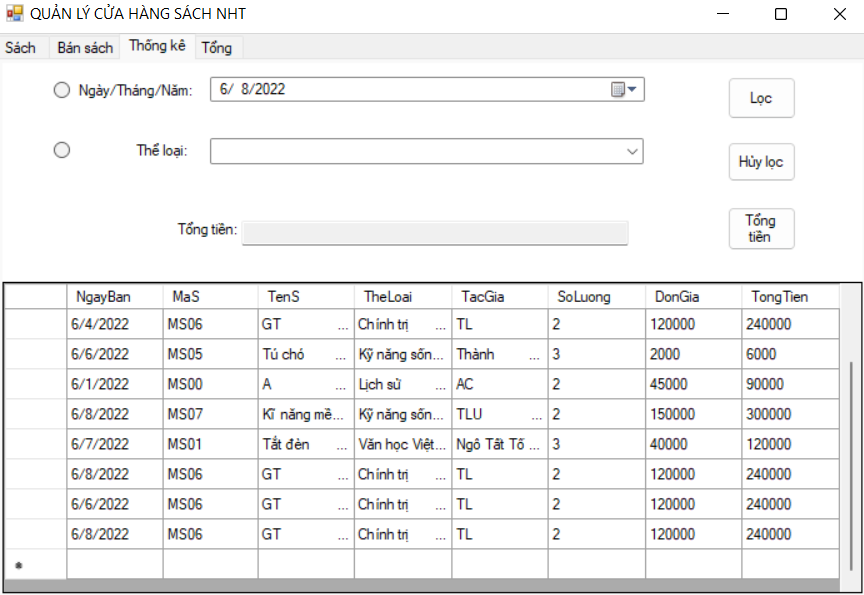 QUẢN LÝ CỬA HÀNG SÁCH NHT
Sách Bán sách Thống kê Tổng
Ngày/Tháng/Năm: 6/ 8/2022 Lọc
Thể loại: Hủy lọc
Tổng tiền: Tổng tiền
NgayBan MaS TenS TheLoai TacGia SoLuong DonGia TongTien
6/4/2022 MS06 GT ... Chính trị ... TL 2 120000 240000
6/6/2022 MS05 Tú chó ... Kỹ năng sốn... Thành ... 3 2000 6000
6/1/2022 MS00 A ... Lịch sử ... AC 2 45000 90000
6/8/2022 MS07 Kĩ năng mề... Kỹ năng sốn... TLU ... 2 150000 300000
6/7/2022 MS01 Tắt đèn ... Văn học Việt... Ngô Tất Tố ... 3 40000 120000
6/8/2022 MS06 GT ... Chính trị ... TL 2 120000 240000
6/6/2022 MS06 GT ... Chính trị ... TL 2 120000 240000
6/8/2022 MS06 GT ... Chính trị ... TL 2 120000 240000